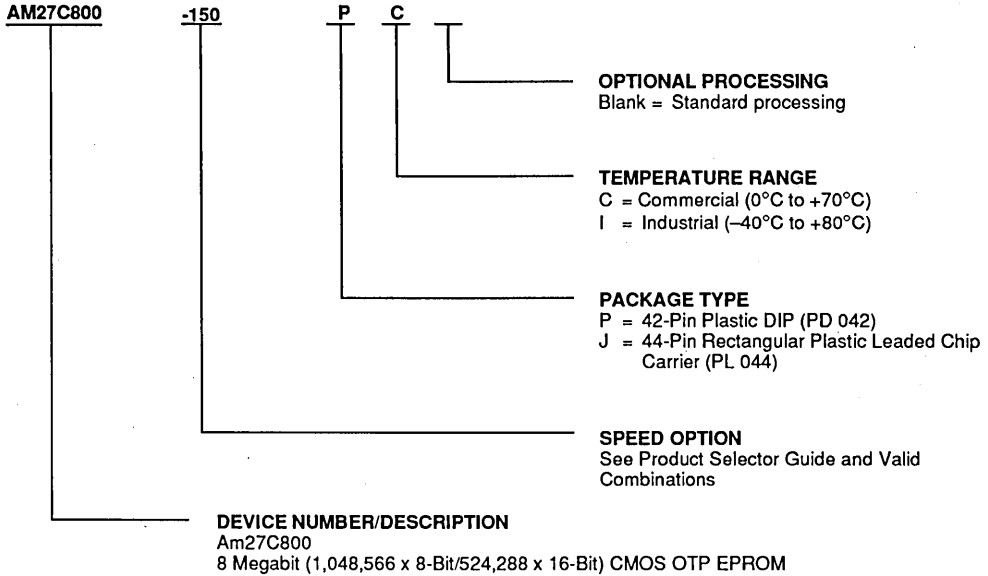 AM27C800 -150 P C
OPTIONAL PROCESSING
Blank = Standard processing
TEMPERATURE RANGE
C = Commercial (0°C to +70°C)
I = Industrial (–40°C to +80°C)
PACKAGE TYPE
P = 42-Pin Plastic DIP (PD 042)
J = 44-Pin Rectangular Plastic Leaded Chip
Carrier (PL 044)
SPEED OPTION
See Product Selector Guide and Valid
Combinations
DEVICE NUMBER/DESCRIPTION
Am27C800
8 Megabit (1,048,566 x 8-Bit/524,288 x 16-Bit) CMOS OTP EPROM